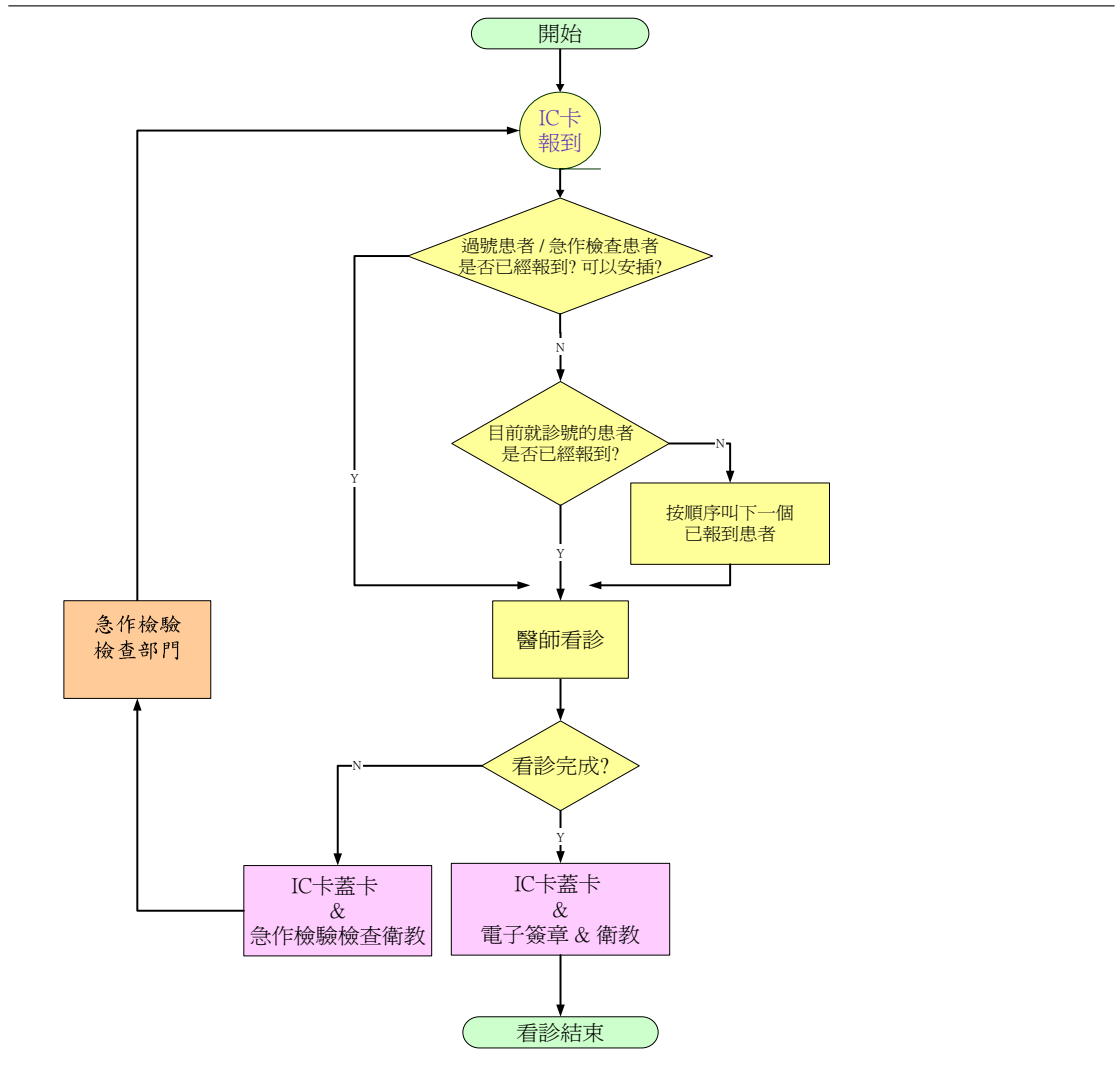 開始
IC卡
報到
過號患者 / 急作檢查患者
是否已經報到? 可以安插?
N
目前就診號的患者
是否已經報到?
N
Y
按順序叫下一個
已報到患者
Y
急作檢驗
檢查部門
醫師看診
看診完成?
N
Y
IC卡蓋卡
&
急作檢驗檢查衛教
IC卡蓋卡
&
電子簽章 & 衛教
看診結束